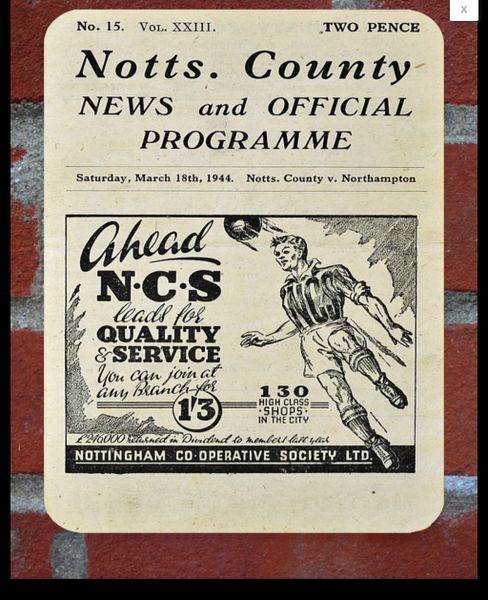 No. 15. VOL. XXIII. TWO PENCE
Notts. County
NEWS and OFFICIAL
PROGRAMME
Saturday, March 18th, 1944. Notts. County v. Northampton
Ahead
N·C·S
leads for
QUALITY
& SERVICE
You can join at
any Branch for
1'3
130
HIGH CLASS
·SHOPS·
IN THE CITY
NCS
£246000 returned in Dividend to members last year
NOTTINGHAM CO-OPERATIVE SOCIETY LTD.
x